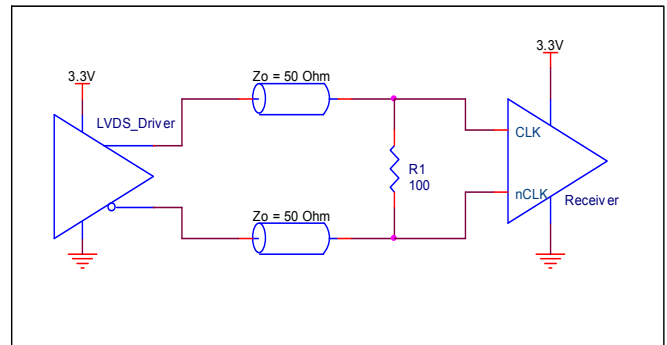 3.3V
LVDS_Driver
Zo = 50 Ohm
3.3V
CLK
R1
100
nCLK
Receiver
Zo = 50 Ohm